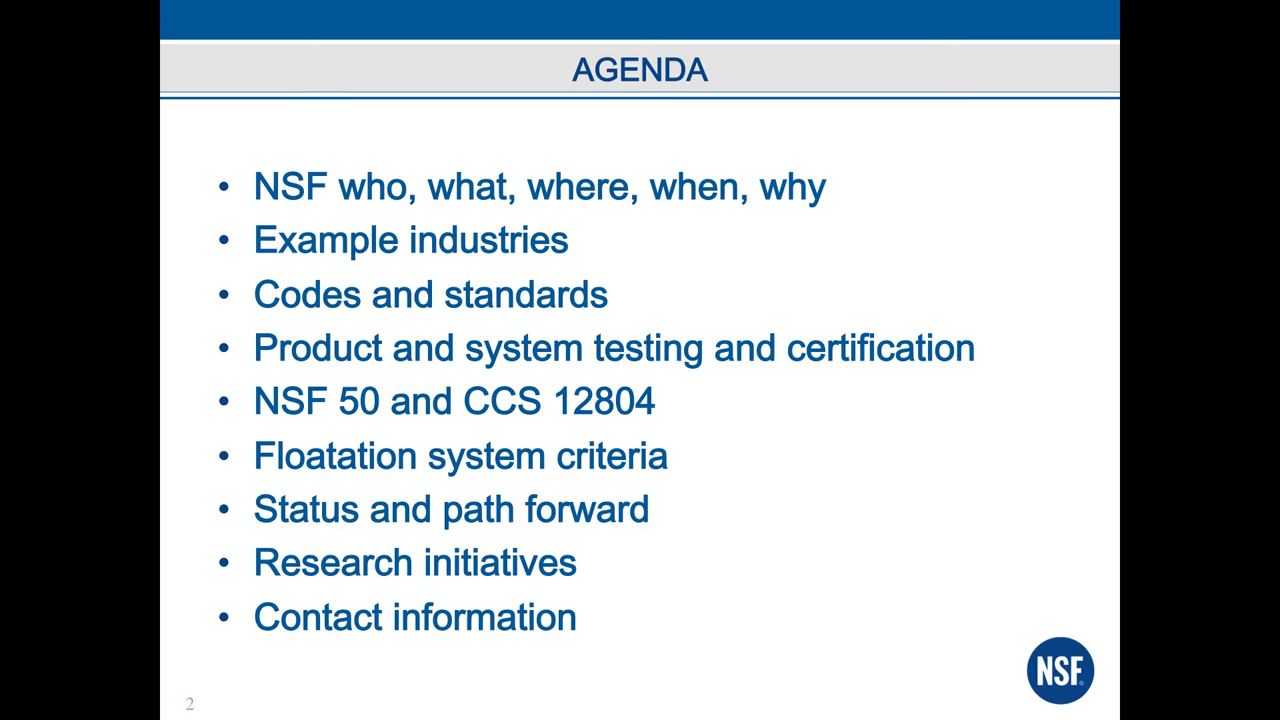 AGENDA
• NSF who, what, where, when, why
• Example industries
• Codes and standards
• Product and system testing and certification
• NSF 50 and CCS 12804
• Floatation system criteria
• Status and path forward
• Research initiatives
• Contact information
NSF®
2